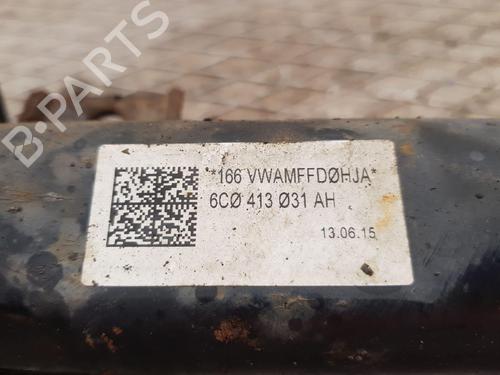 *166 VWAMFFDØHJA*
6CØ 413 Ø31 AH
13.06.15
B-PARTS